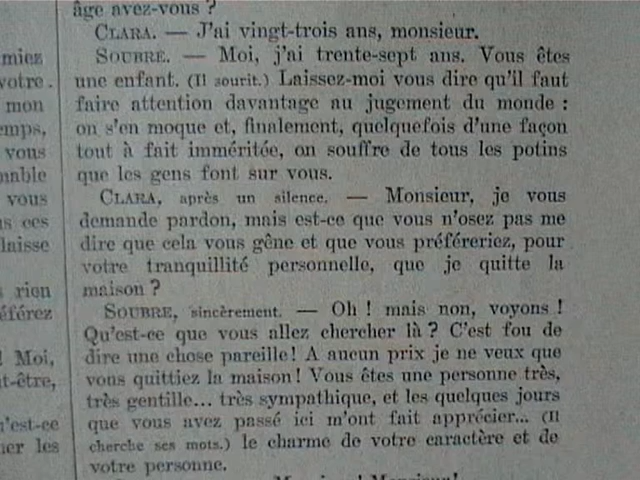 âge avez-vous ?
CLARA. — J'ai vingt-trois ans, monsieur.
SOUBRE. — Moi, j'ai trente-sept ans. Vous êtes
une enfant. (Il sourit.) Laissez-moi vous dire qu'il faut
faire attention davantage au jugement du monde :
on s'en moque et, finalement, quelquefois d'une façon
tout à fait imméritée, on souffre de tous les potins
que les gens font sur vous.
CLARA, après un silence. — Monsieur, je vous
demande pardon, mais est-ce que vous n'osez pas me
dire que cela vous gêne et que vous préféreriez, pour
votre tranquillité personnelle, que je quitte la
maison ?
SOUBRE, sincèrement. — Oh ! mais non, voyons !
Qu'est-ce que vous allez chercher là ? C'est fou de
dire une chose pareille ! A aucun prix je ne veux que
vous quittiez la maison ! Vous êtes une personne très,
très gentille... très sympathique, et les quelques jours
que vous avez passé ici m'ont fait apprécier... (Il
cherche ses mots.) le charme de votre caractère et de
votre personne.